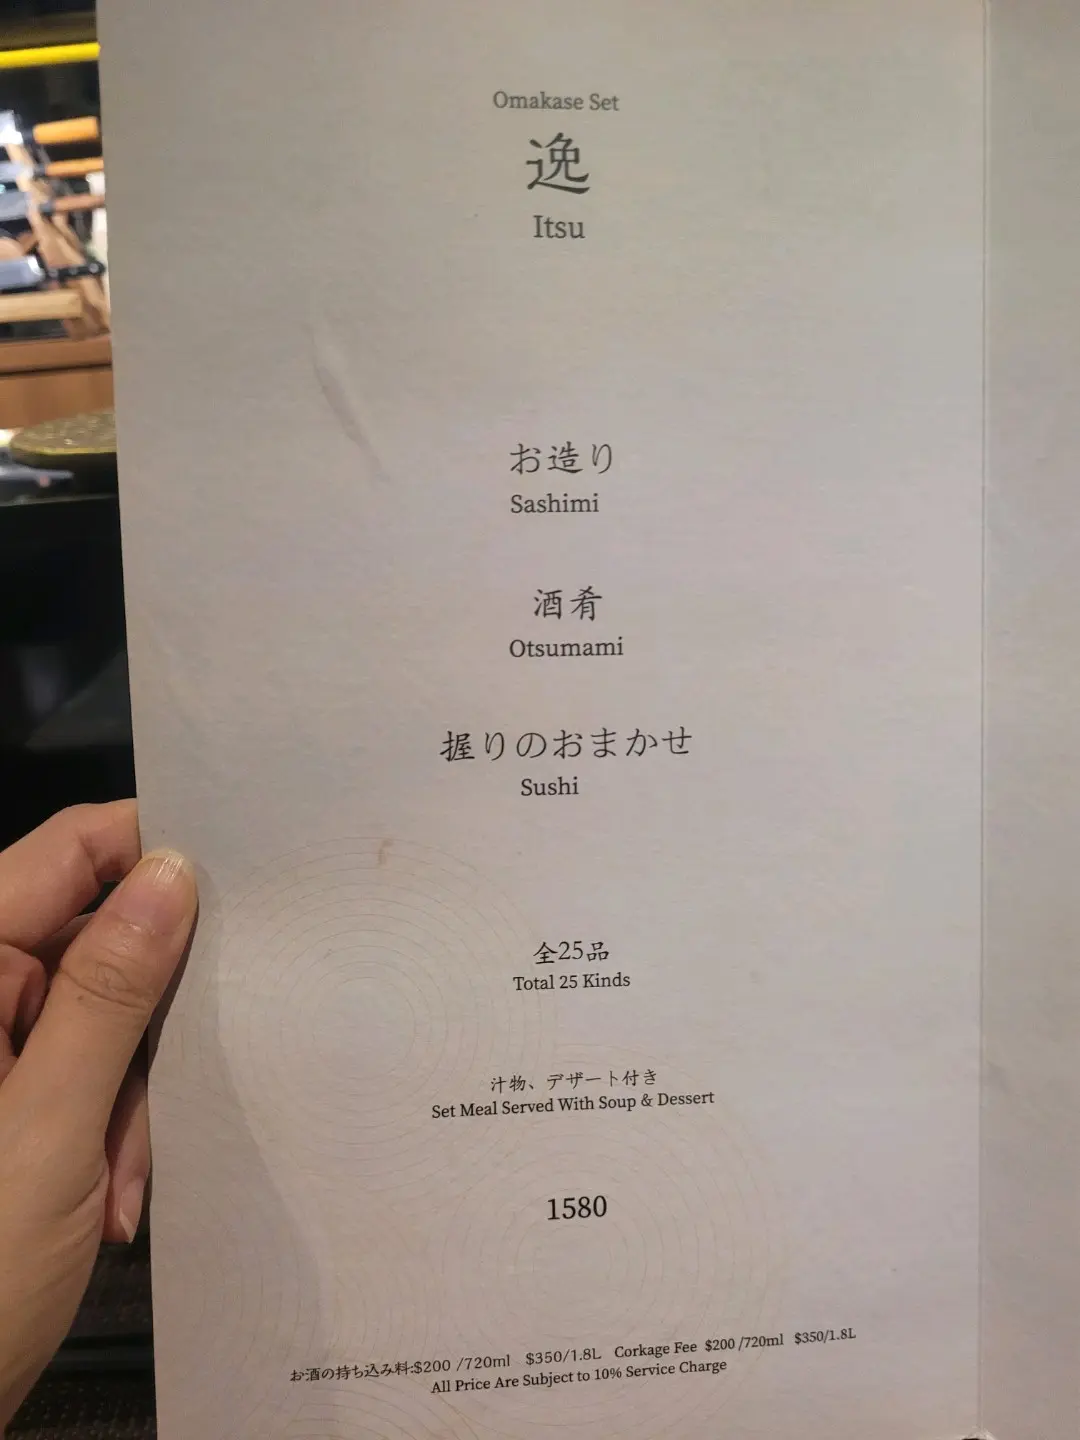 Omakase Set
逸
Itsu
お造り
Sashimi
酒肴
Otsumami
握りのおまかせ
Sushi
全25品
Total 25 Kinds
汁物、デザート付き
Set Meal Served With Soup & Dessert
1580
お酒の持ち込み料:$200 /720ml $350/1.8L Corkage Fee $200 /720ml $350/1.8L
All Price Are Subject to 10% Service Charge